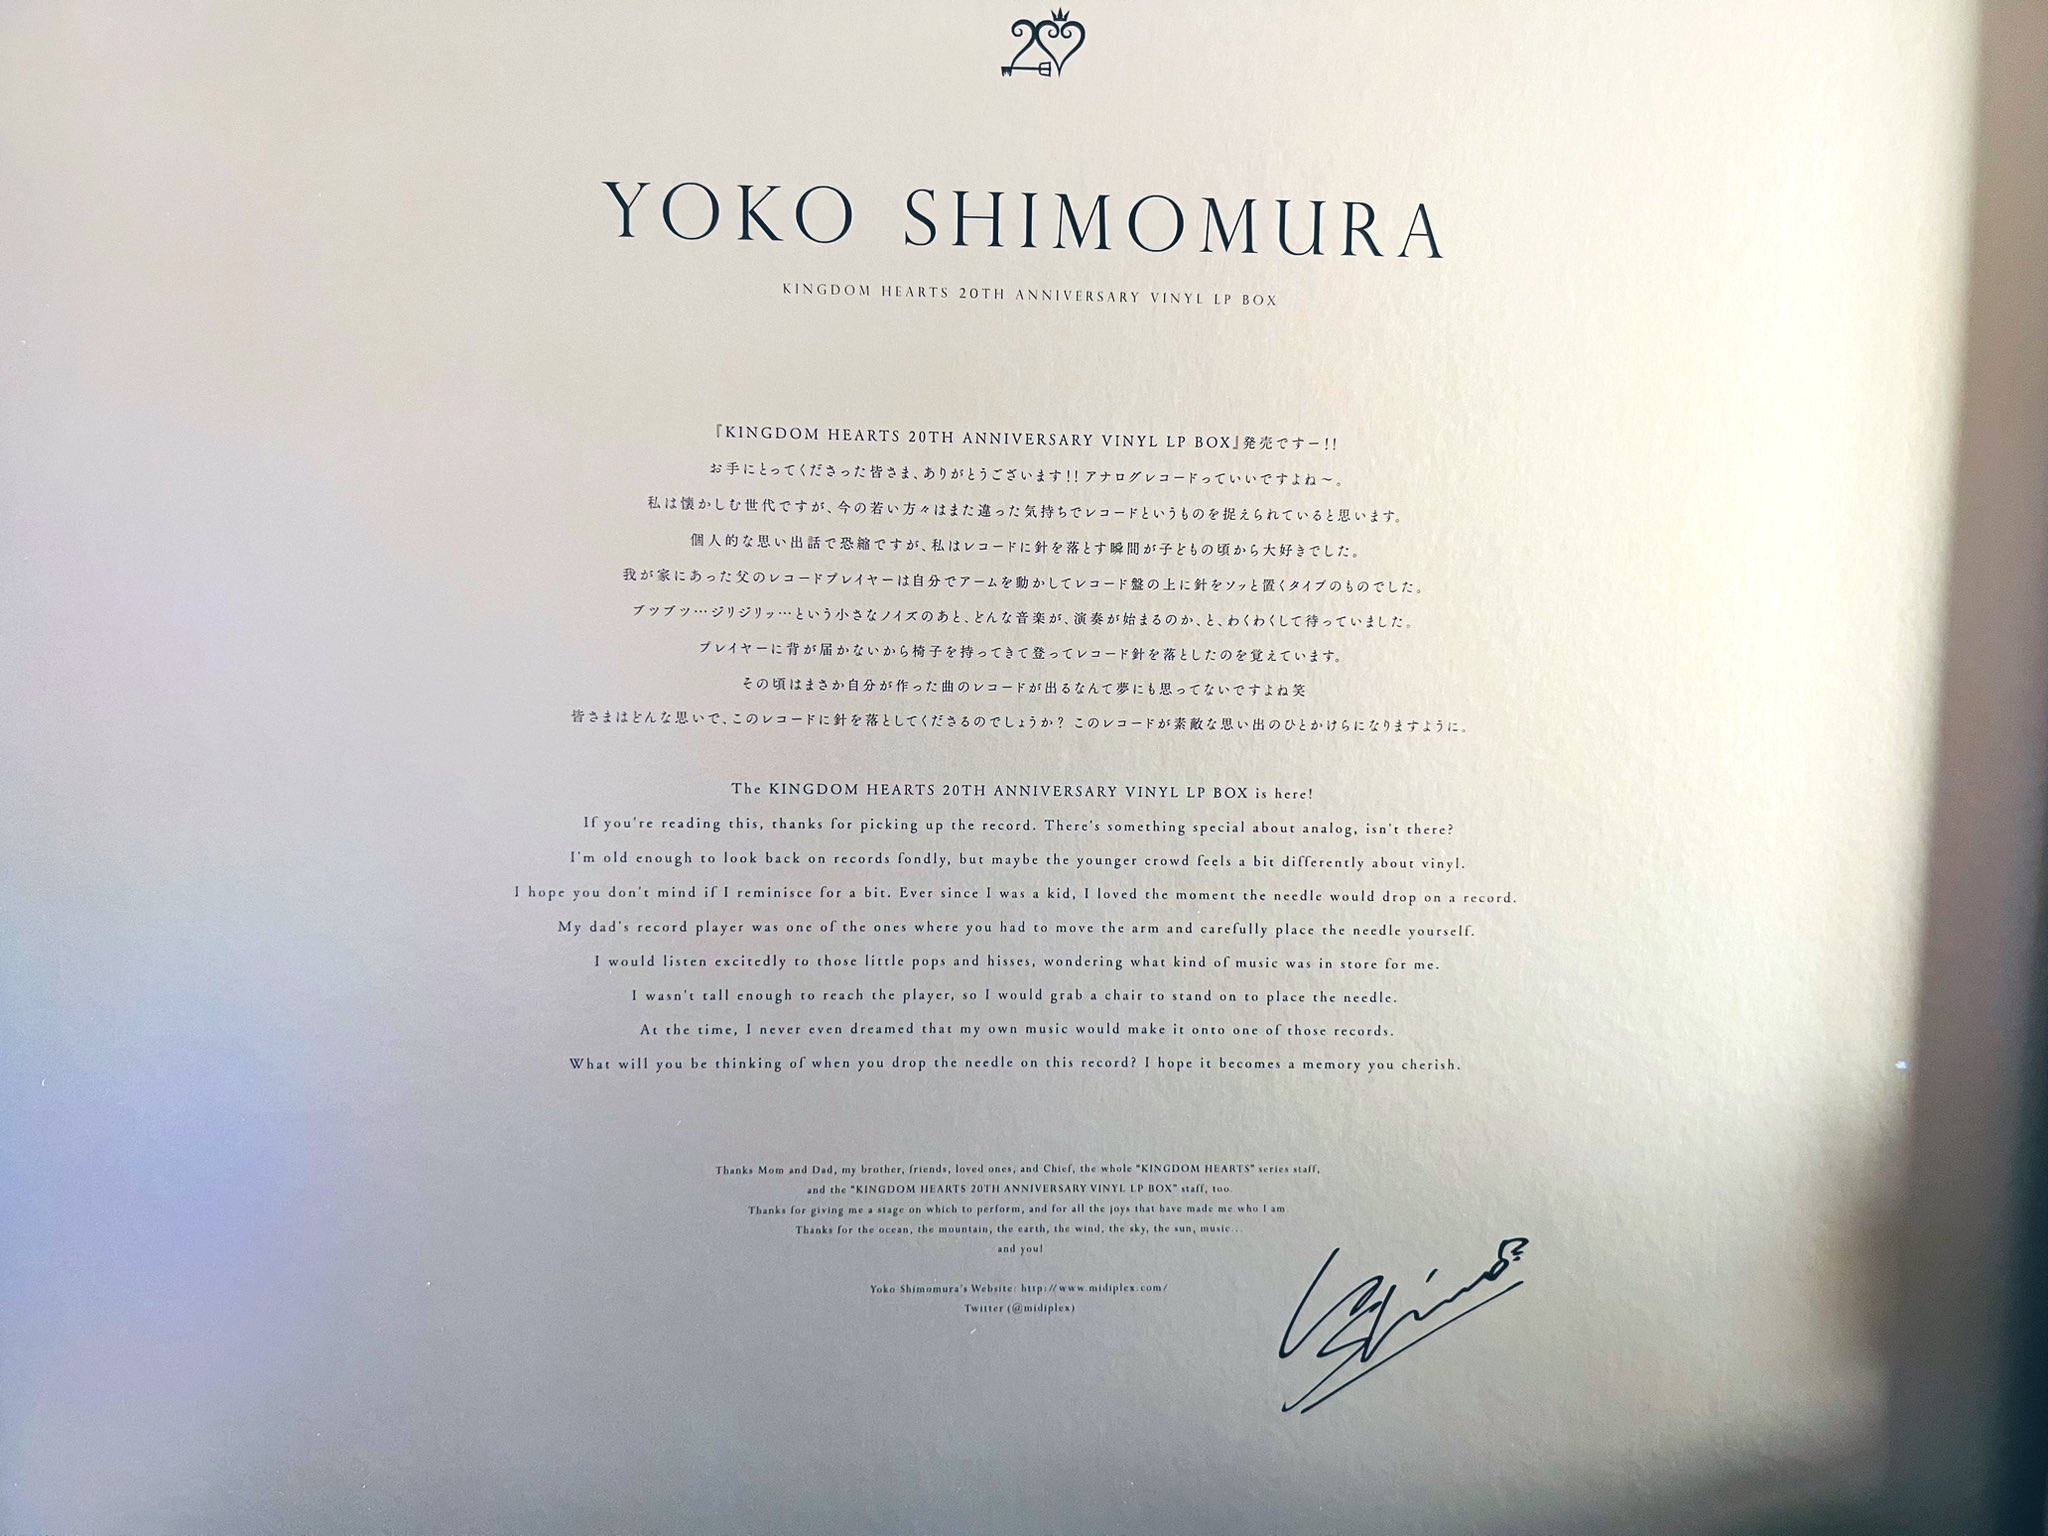 20
YOKO SHIMOMURA
KINGDOM HEARTS 20TH ANNIVERSARY VINYL LP BOX
『KINGDOM HEARTS 20TH ANNIVERSARY VINYL LP BOX』発売ですー!!
お手にとってくださった皆さま、ありがとうございます!! アナログレコードっていいですよね〜。
私は懐かしむ世代ですが、今の若い方々はまた違った気持ちでレコードというものを捉えられていると思います。
個人的な思い出話で恐縮ですが、私はレコードに針を落とす瞬間が子どもの頃から大好きでした。
我が家にあった父のレコードプレイヤーは自分でアームを動かしてレコード盤の上に針をソッと置くタイプのものでした。
ブツブツ…ジリジリッ…という小さなノイズのあと、どんな音楽が、演奏が始まるのか、と、わくわくして待っていました。
プレイヤーに背が届かないから椅子を持ってきて登ってレコード針を落としたのを覚えています。
その頃はまさか自分が作った曲のレコードが出るなんて夢にも思ってないですよね笑
皆さまはどんな思いで、このレコードに針を落としてくださるのでしょうか? このレコードが素敵な思い出のひとかけらになりますように。
The KINGDOM HEARTS 20TH ANNIVERSARY VINYL LP BOX is here!
If you're reading this, thanks for picking up the record. There's something special about analog, isn't there?
I'm old enough to look back on records fondly, but maybe the younger crowd feels a bit differently about vinyl.
I hope you don't mind if I reminisce for a bit. Ever since I was a kid, I loved the moment the needle would drop on a record.
My dad's record player was one of the ones where you had to move the arm and carefully place the needle yourself.
I would listen excitedly to those little pops and hisses, wondering what kind of music was in store for me.
I wasn't tall enough to reach the player, so I would grab a chair to stand on to place the needle.
At the time, I never even dreamed that my own music would make it onto one of those records.
What will you be thinking of when you drop the needle on this record? I hope it becomes a memory you cherish.
Thanks Mom and Dad, my brother, friends, loved ones, and Chief, the whole "KINGDOM HEARTS" series staff,
and the "KINGDOM HEARTS 20TH ANNIVERSARY VINYL LP BOX" staff, too.
Thanks for giving me a stage on which to perform, and for all the joys that have made me who I am.
Thanks for the ocean, the mountain, the earth, the wind, the sky, the sun, music...
and you!
Yoko Shimomura's Website: http://www.midiplex.com/
Twitter (@midiplex)